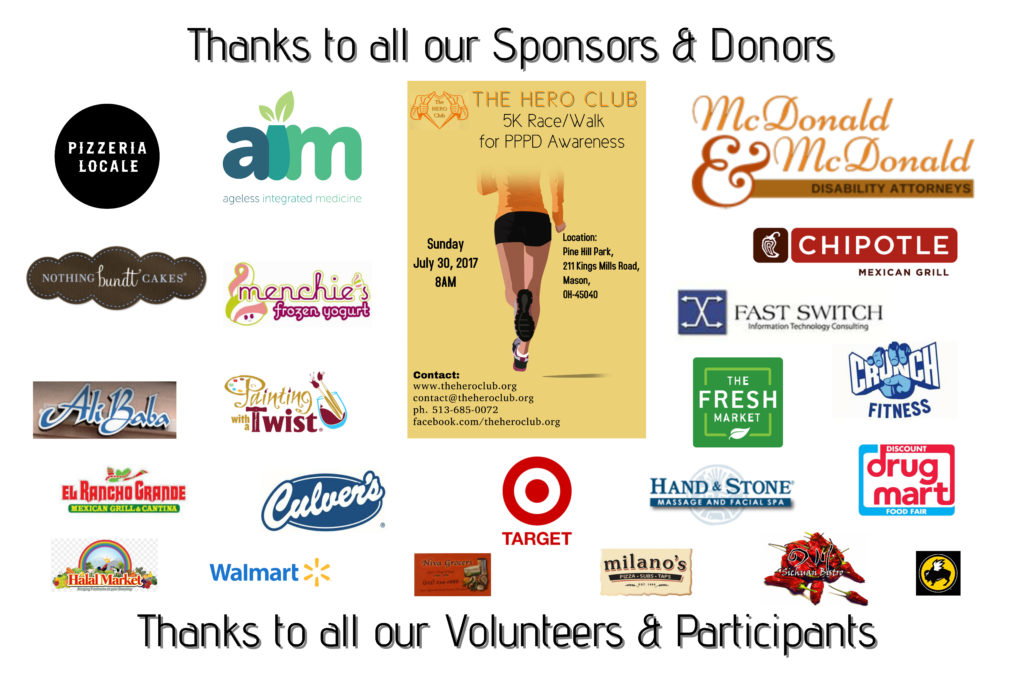 Thanks to all our Sponsors & Donors
PIZZERIA
LOCALE
aim
ageless integrated medicine
The
HERO
Club
THE HERO CLUB
5K Race/Walk
for PPPD Awareness
Sunday
July 30, 2017
8AM
Location:
Pine Hill Park,
211 Kings Mills Road,
Mason,
OH-45040
Contact:
www.theheroclub.org
contact@theheroclub.org
ph. 513-685-0072
facebook.com/theheroclub.org
McDonald
& McDonald
DISABILITY ATTORNEYS
NOTHING bundt CAKES®
menchie's
frozen yogurt
CHIPOTLE
MEXICAN GRILL
FAST SWITCH
Information Technology Consulting
Ali Baba
Painting
with a Twist®
THE
FRESH
MARKET
CRUNCH
FITNESS
EL RANCHO GRANDE
MEXICAN GRILL & CANTINA
Culver's®
TARGET
HAND & STONE®
MASSAGE AND FACIAL SPA
DISCOUNT
drug
mart
FOOD FAIR
Halal Market
Walmart
Grocery
milano's
PIZZA • SUBS • TAPS
Sichuan Bistro
Thanks to all our Volunteers & Participants